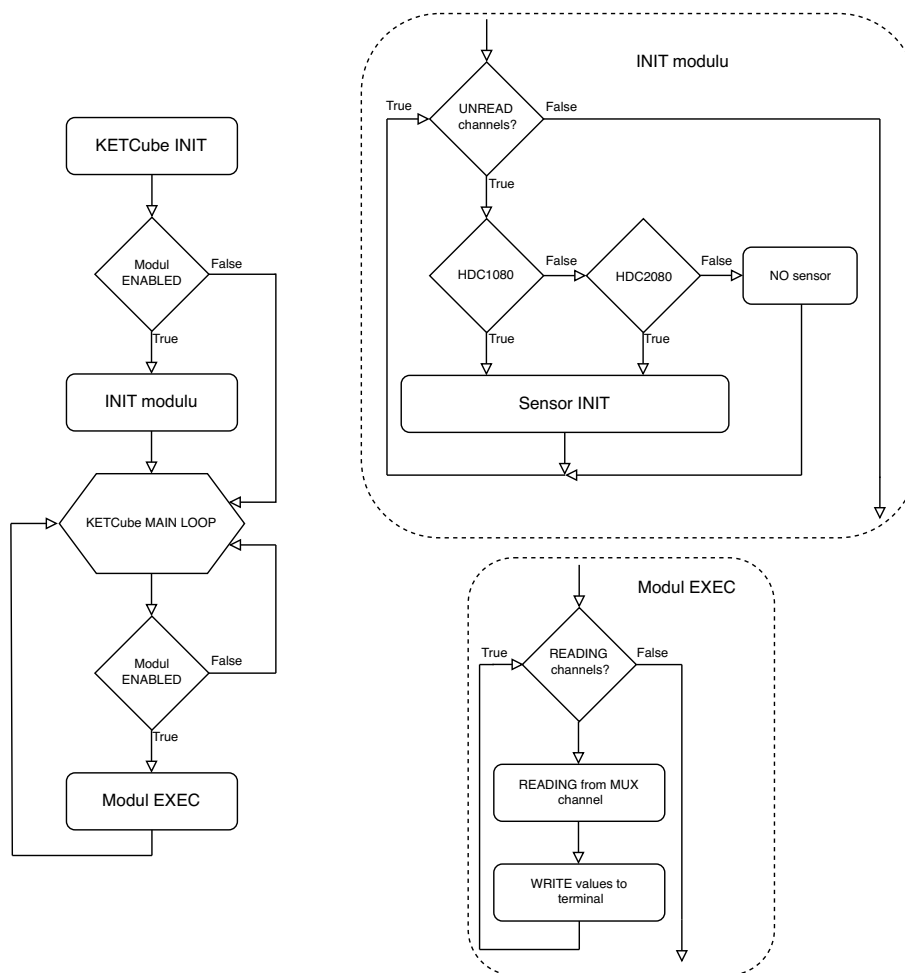 KETCube INIT
Modul
ENABLED
False
True
INIT modulu
KETCube MAIN LOOP
Modul
ENABLED
False
True
Modul EXEC
INIT modulu
True
UNREAD
channels?
False
True
HDC1080
False
HDC2080
False
NO sensor
True
True
Sensor INIT
Modul EXEC
True
READING
channels?
False
READING from MUX
channel
WRITE values to
terminal